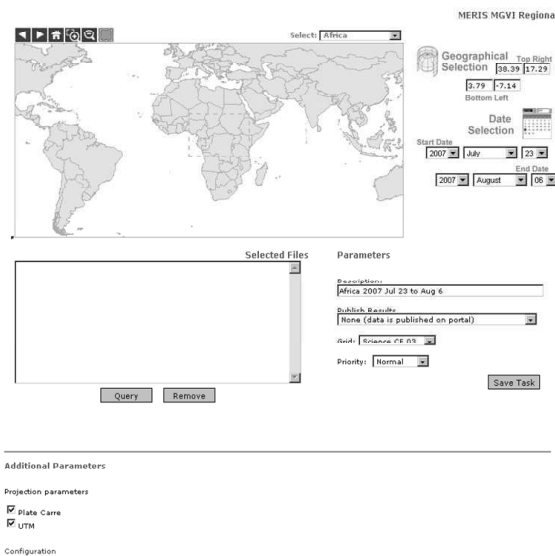 MERIS MGVI Regiona
Select: Africa
Geographical Selection
Top Right
38.39 17.29
3.79 -7.14
Bottom Left
Date Selection
Start Date
2007 July 23
End Date
2007 August 06
Selected Files
Parameters
Description:
Africa 2007 Jul 23 to Aug 6
Publish Results
None (data is published on portal)
Grid: Science CE 03
Priority: Normal
Save Task
Query Remove
Additional Parameters
Projection parameters
Plate Carre
UTM
Configuration